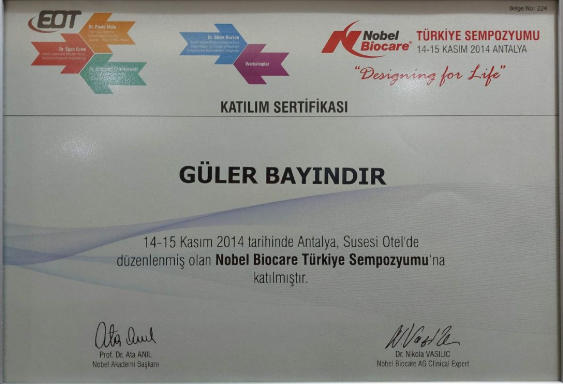 Belge No: 224
EOT
Nobel
Biocare®
TÜRKİYE SEMPOZYUMU
14-15 KASIM 2014 ANTALYA
"Designing for Life"
Workshoplar
KATILIM SERTİFİKASI
GÜLER BAYINDIR
14-15 Kasım 2014 tarihinde Antalya, Susesi Otel'de
düzenlenmiş olan Nobel Biocare Türkiye Sempozyumu'na
katılmıştır.
Prof. Dr. Ata ANIL
Nobel Akademi Başkanı
Dr. Nikola VASILIC
Nobel Biocare AG Clinical Expert